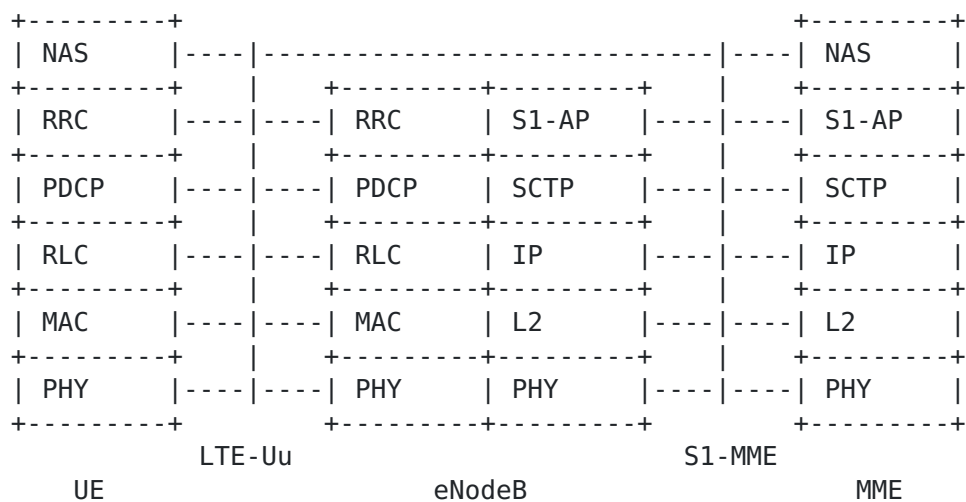 +---------+                                       +---------+
| NAS     |----|-----------------------------|----| NAS     |
+---------+    |    +---------+---------+    |    +---------+
| RRC     |----|----| RRC     | S1-AP   |----|----| S1-AP   |
+---------+    |    +---------+---------+    |    +---------+
| PDCP    |----|----| PDCP    | SCTP    |----|----| SCTP    |
+---------+    |    +---------+---------+    |    +---------+
| RLC     |----|----| RLC     | IP      |----|----| IP      |
+---------+    |    +---------+---------+    |    +---------+
| MAC     |----|----| MAC     | L2      |----|----| L2      |
+---------+    |    +---------+---------+    |    +---------+
| PHY     |----|----| PHY     | PHY     |----|----| PHY     |
+---------+         +---------+---------+         +---------+
            LTE-Uu                         S1-MME
    UE                     eNodeB                     MME